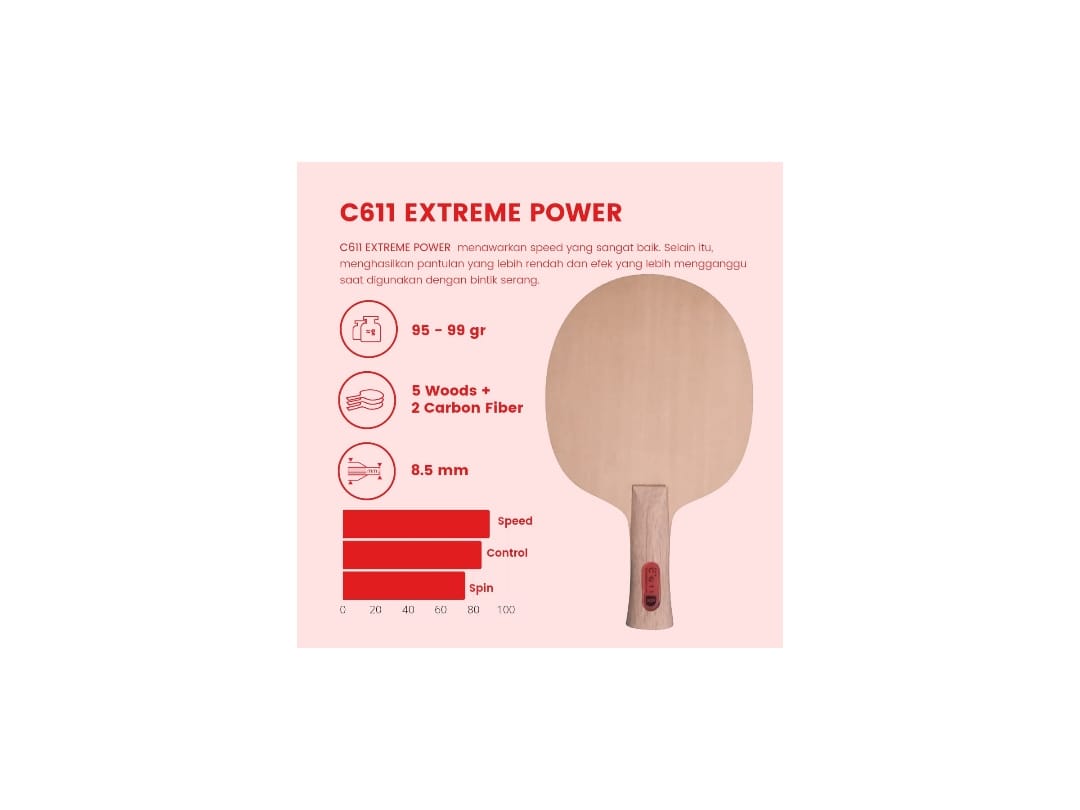 C611 EXTREME POWER
C611 EXTREME POWER menawarkan speed yang sangat baik. Selain itu,
menghasilkan pantulan yang lebih rendah dan efek yang lebih mengganggu
saat digunakan dengan bintik serang.
95 - 99 gr
5 Woods +
2 Carbon Fiber
mm
8.5 mm
Speed
Control
Spin
0 20 40 60 80 100
C611